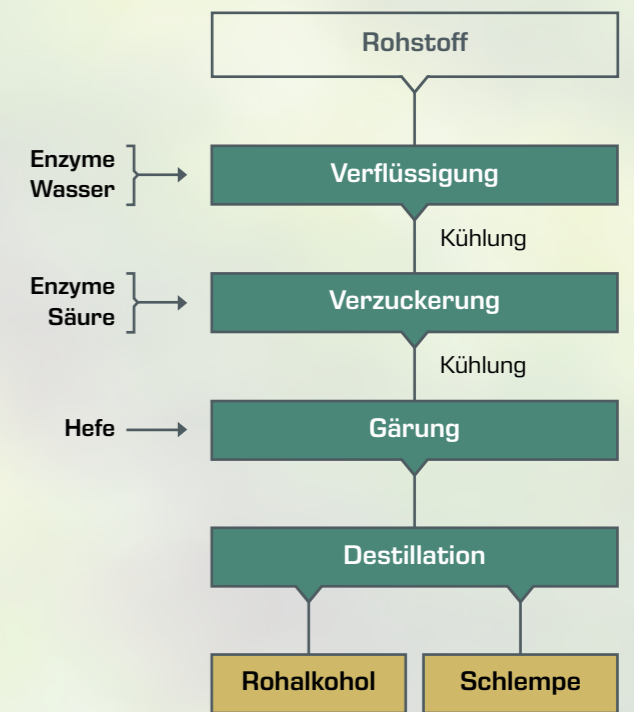 Rohstoff
Enzyme
Wasser
Verflüssigung
Kühlung
Enzyme
Säure
Verzuckerung
Kühlung
Hefe
Gärung
Destillation
Rohalkohol
Schlempe